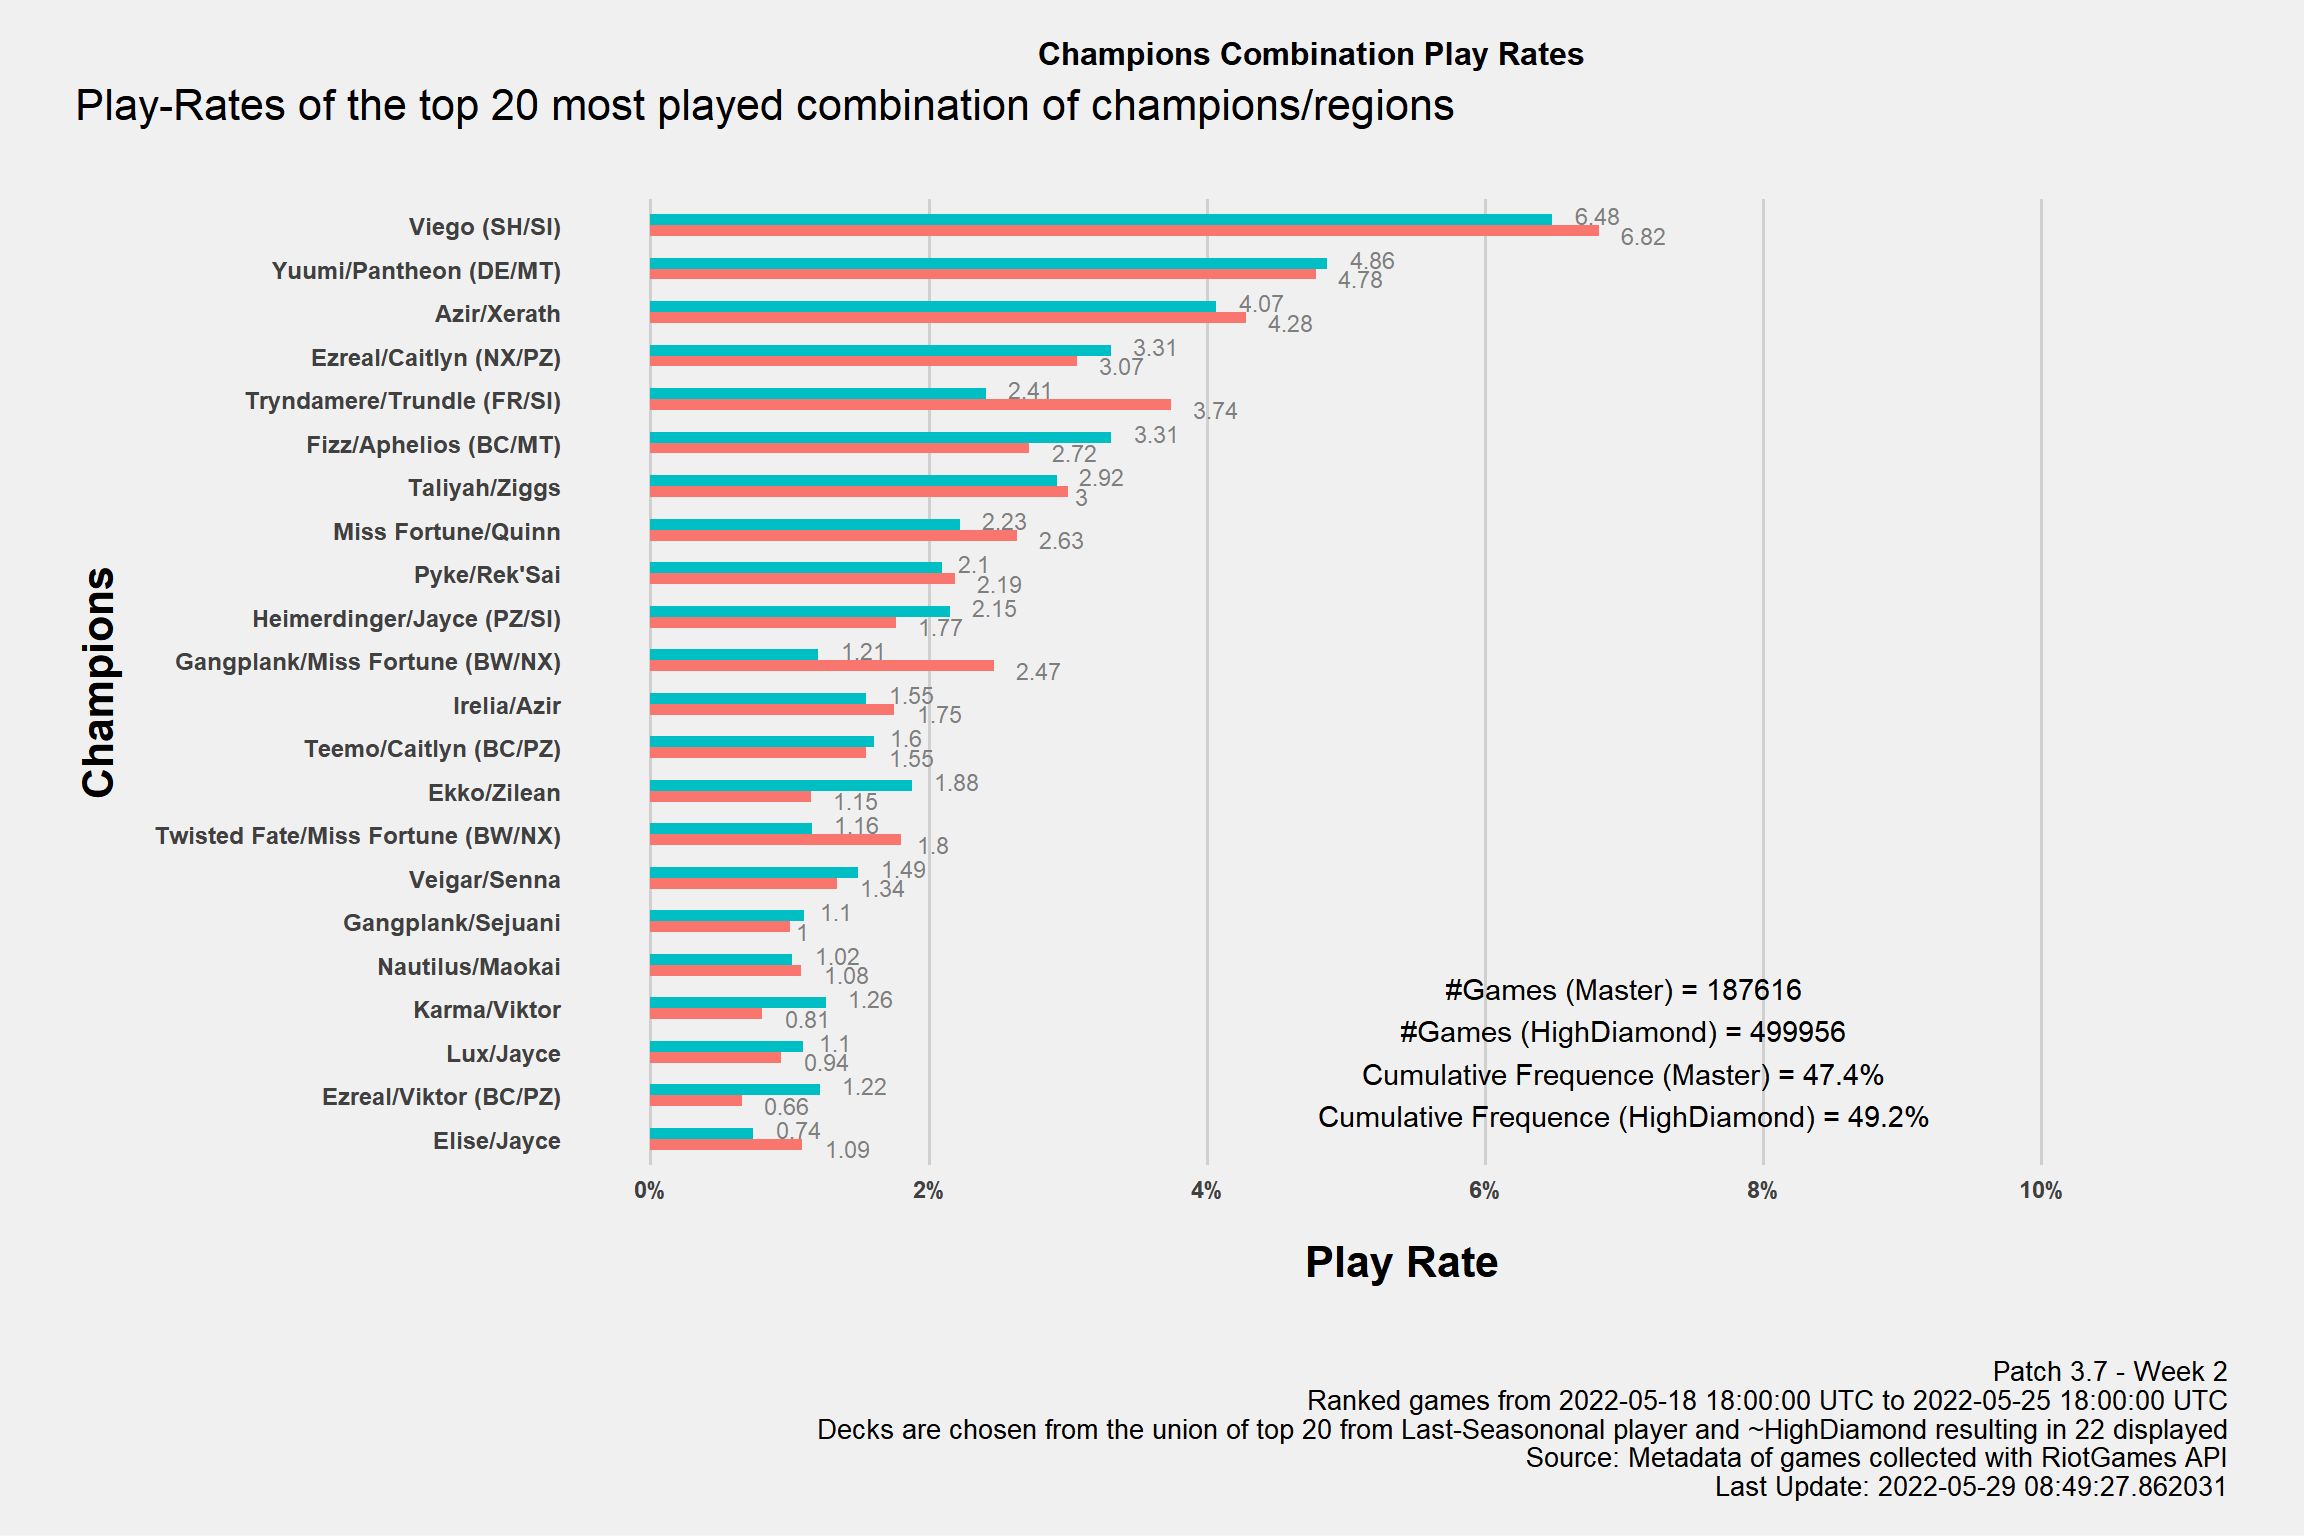 Champions Combination Play Rates
Play-Rates of the top 20 most played combination of champions/regions
Champions
Viego (SH/SI)
6.48
6.82
Yuumi/Pantheon (DE/MT)
4.86
4.78
Azir/Xerath
4.07
4.28
Ezreal/Caitlyn (NX/PZ)
3.31
3.07
Tryndamere/Trundle (FR/SI)
2.41
3.74
Fizz/Aphelios (BC/MT)
3.31
2.72
Taliyah/Ziggs
2.92
3
Miss Fortune/Quinn
2.23
2.63
Pyke/Rek'Sai
2.1
2.19
Heimerdinger/Jayce (PZ/SI)
2.15
1.77
Gangplank/Miss Fortune (BW/NX)
1.21
2.47
Irelia/Azir
1.55
1.75
Teemo/Caitlyn (BC/PZ)
1.6
1.55
Ekko/Zilean
1.88
1.15
Twisted Fate/Miss Fortune (BW/NX)
1.16
1.8
Veigar/Senna
1.49
1.34
Gangplank/Sejuani
1.1
1
Nautilus/Maokai
1.02
1.08
Karma/Viktor
1.26
0.81
Lux/Jayce
1.1
0.94
Ezreal/Viktor (BC/PZ)
1.22
0.66
Elise/Jayce
0.74
1.09
#Games (Master) = 187616
#Games (HighDiamond) = 499956
Cumulative Frequence (Master) = 47.4%
Cumulative Frequence (HighDiamond) = 49.2%
0% 2% 4% 6% 8% 10%
Play Rate
Patch 3.7 - Week 2
Ranked games from 2022-05-18 18:00:00 UTC to 2022-05-25 18:00:00 UTC
Decks are chosen from the union of top 20 from Last-Seasononal player and ~HighDiamond resulting in 22 displayed
Source: Metadata of games collected with RiotGames API
Last Update: 2022-05-29 08:49:27.862031